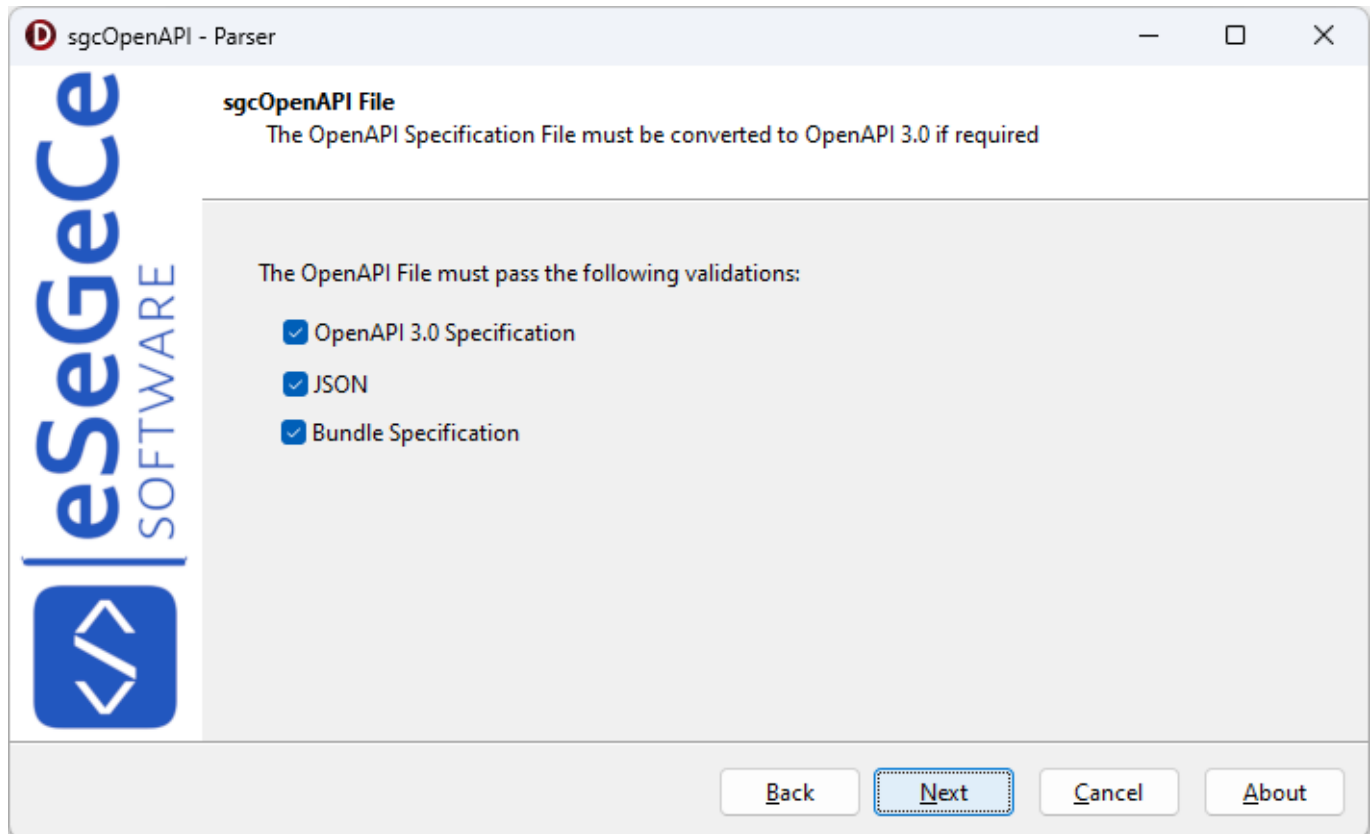 sgcOpenAPI - Parser
eSeGeCe
SOFTWARE
</>
sgcOpenAPI File
The OpenAPI Specification File must be converted to OpenAPI 3.0 if required
The OpenAPI File must pass the following validations:
OpenAPI 3.0 Specification
JSON
Bundle Specification
Back
Next
Cancel
About